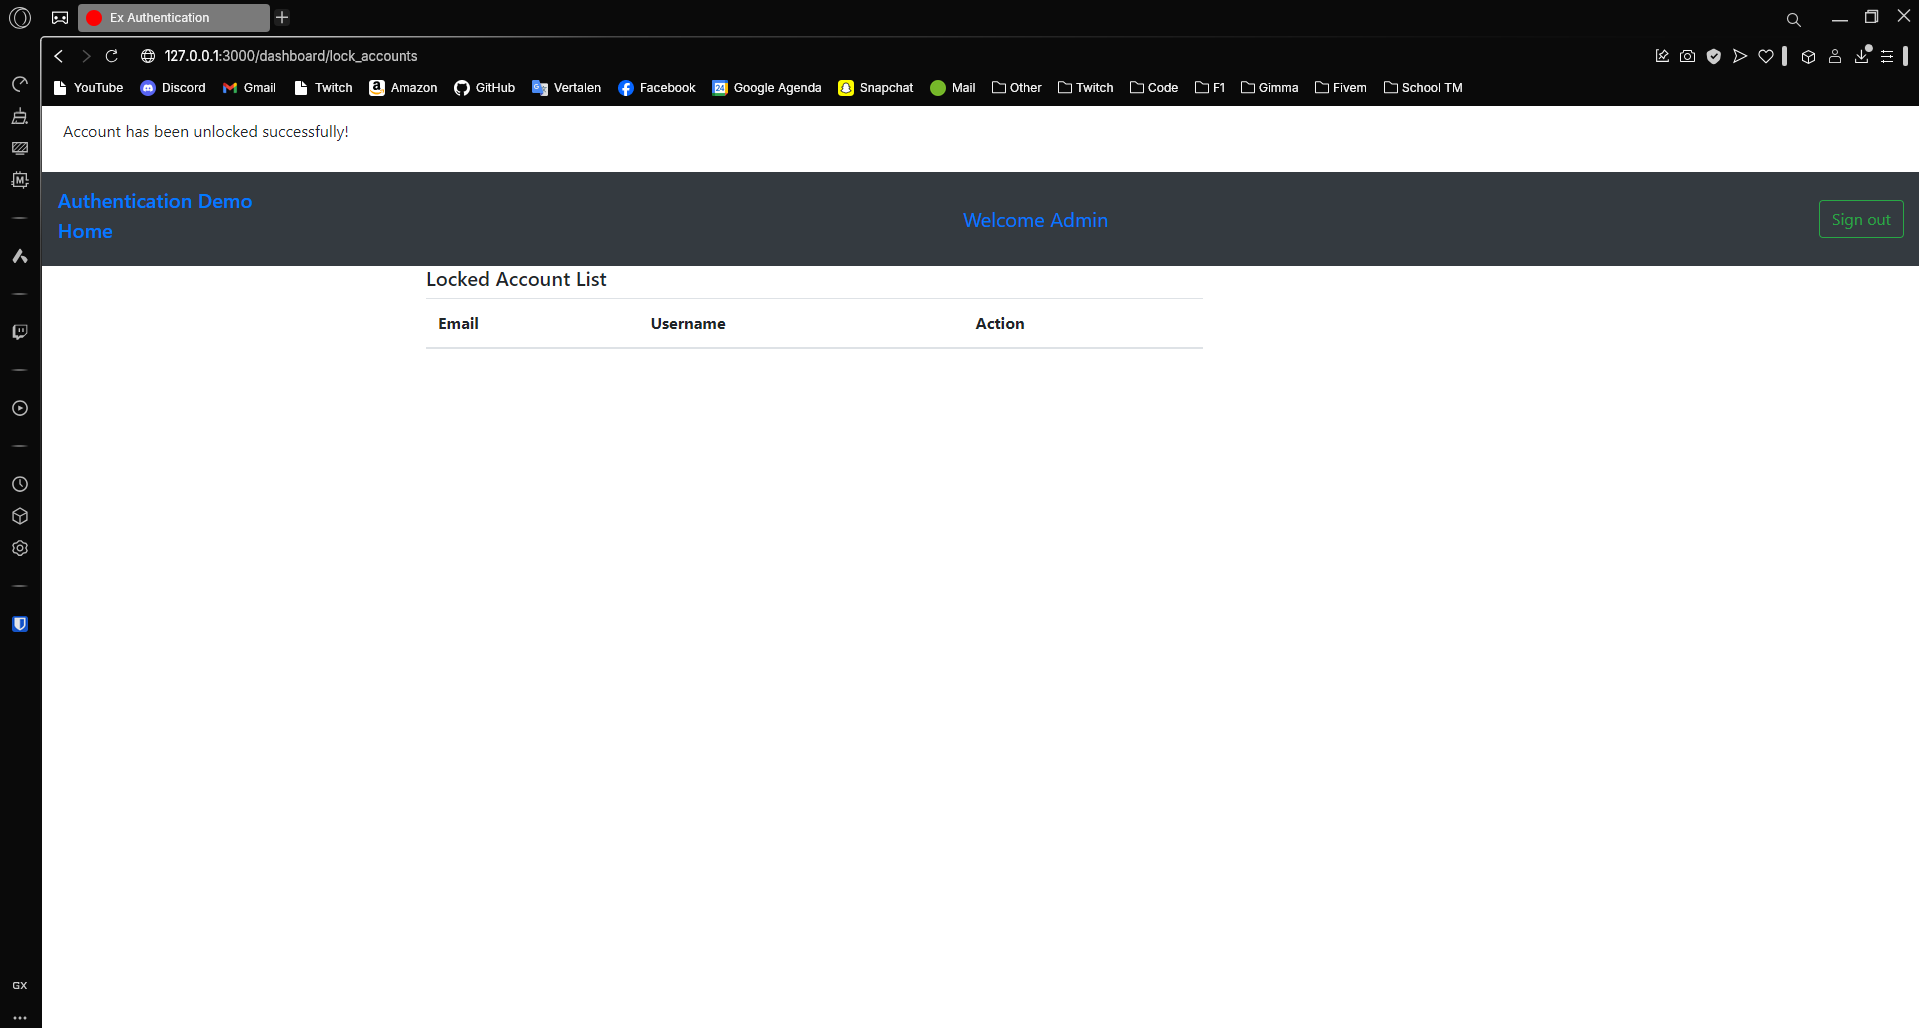 Ex Authentication
127.0.0.1:3000/dashboard/lock_accounts
YouTube Discord Gmail Twitch Amazon GitHub Vertalen Facebook 24 Google Agenda Snapchat Mail Other Twitch Code F1 Gimma Fivem School TM
M
Account has been unlocked successfully!
Authentication Demo
Home
Welcome Admin
Sign out
Locked Account List
Email Username Action
GX